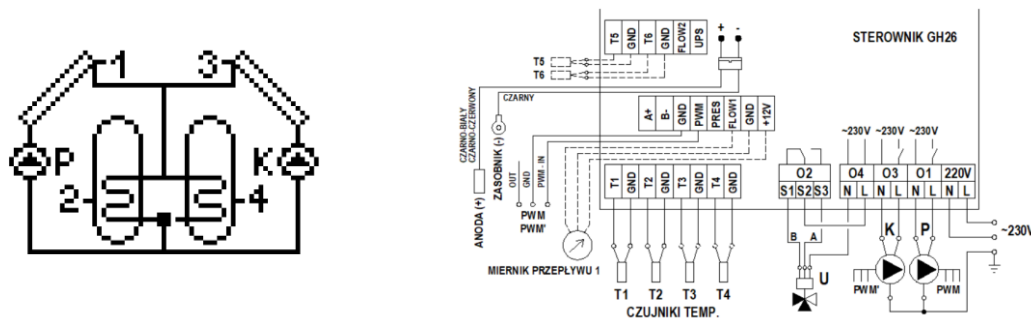 1 3
P K
2 4
STEROWNIK GH26
T5 GND T6 GND FLOW2 UPS
+ -
T5
T6
CZARNO-BIAŁY
CZARNO-CZERWONY
CZARNY
ANODA (+)
ZASOBNIK (-)
A+ B- GND PWM PRES FLOW1 GND +12V
OUT GND PWM - IN
PWM
PWM'
MIERNIK PRZEPŁYWU 1
T1 GND T2 GND T3 GND T4 GND
T1 T2 T3 T4
CZUJNIKI TEMP.
~230V ~230V ~230V
O2 O4 O3 O1 220V
S1 S2 S3 N L N L N L N L
B A
U
K P
~230V
PWM' PWM